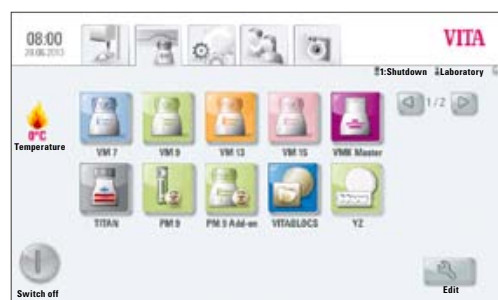 08:00
28.06.2013
VITA
1:Shutdown Laboratory
0°C
Temperature
1/2
VM 7
VM 9
VM 13
VM 15
VMK Master
TITAN
PM 9
PM 9 Add-on
VITABLOCS
YZ
Switch off
Edit